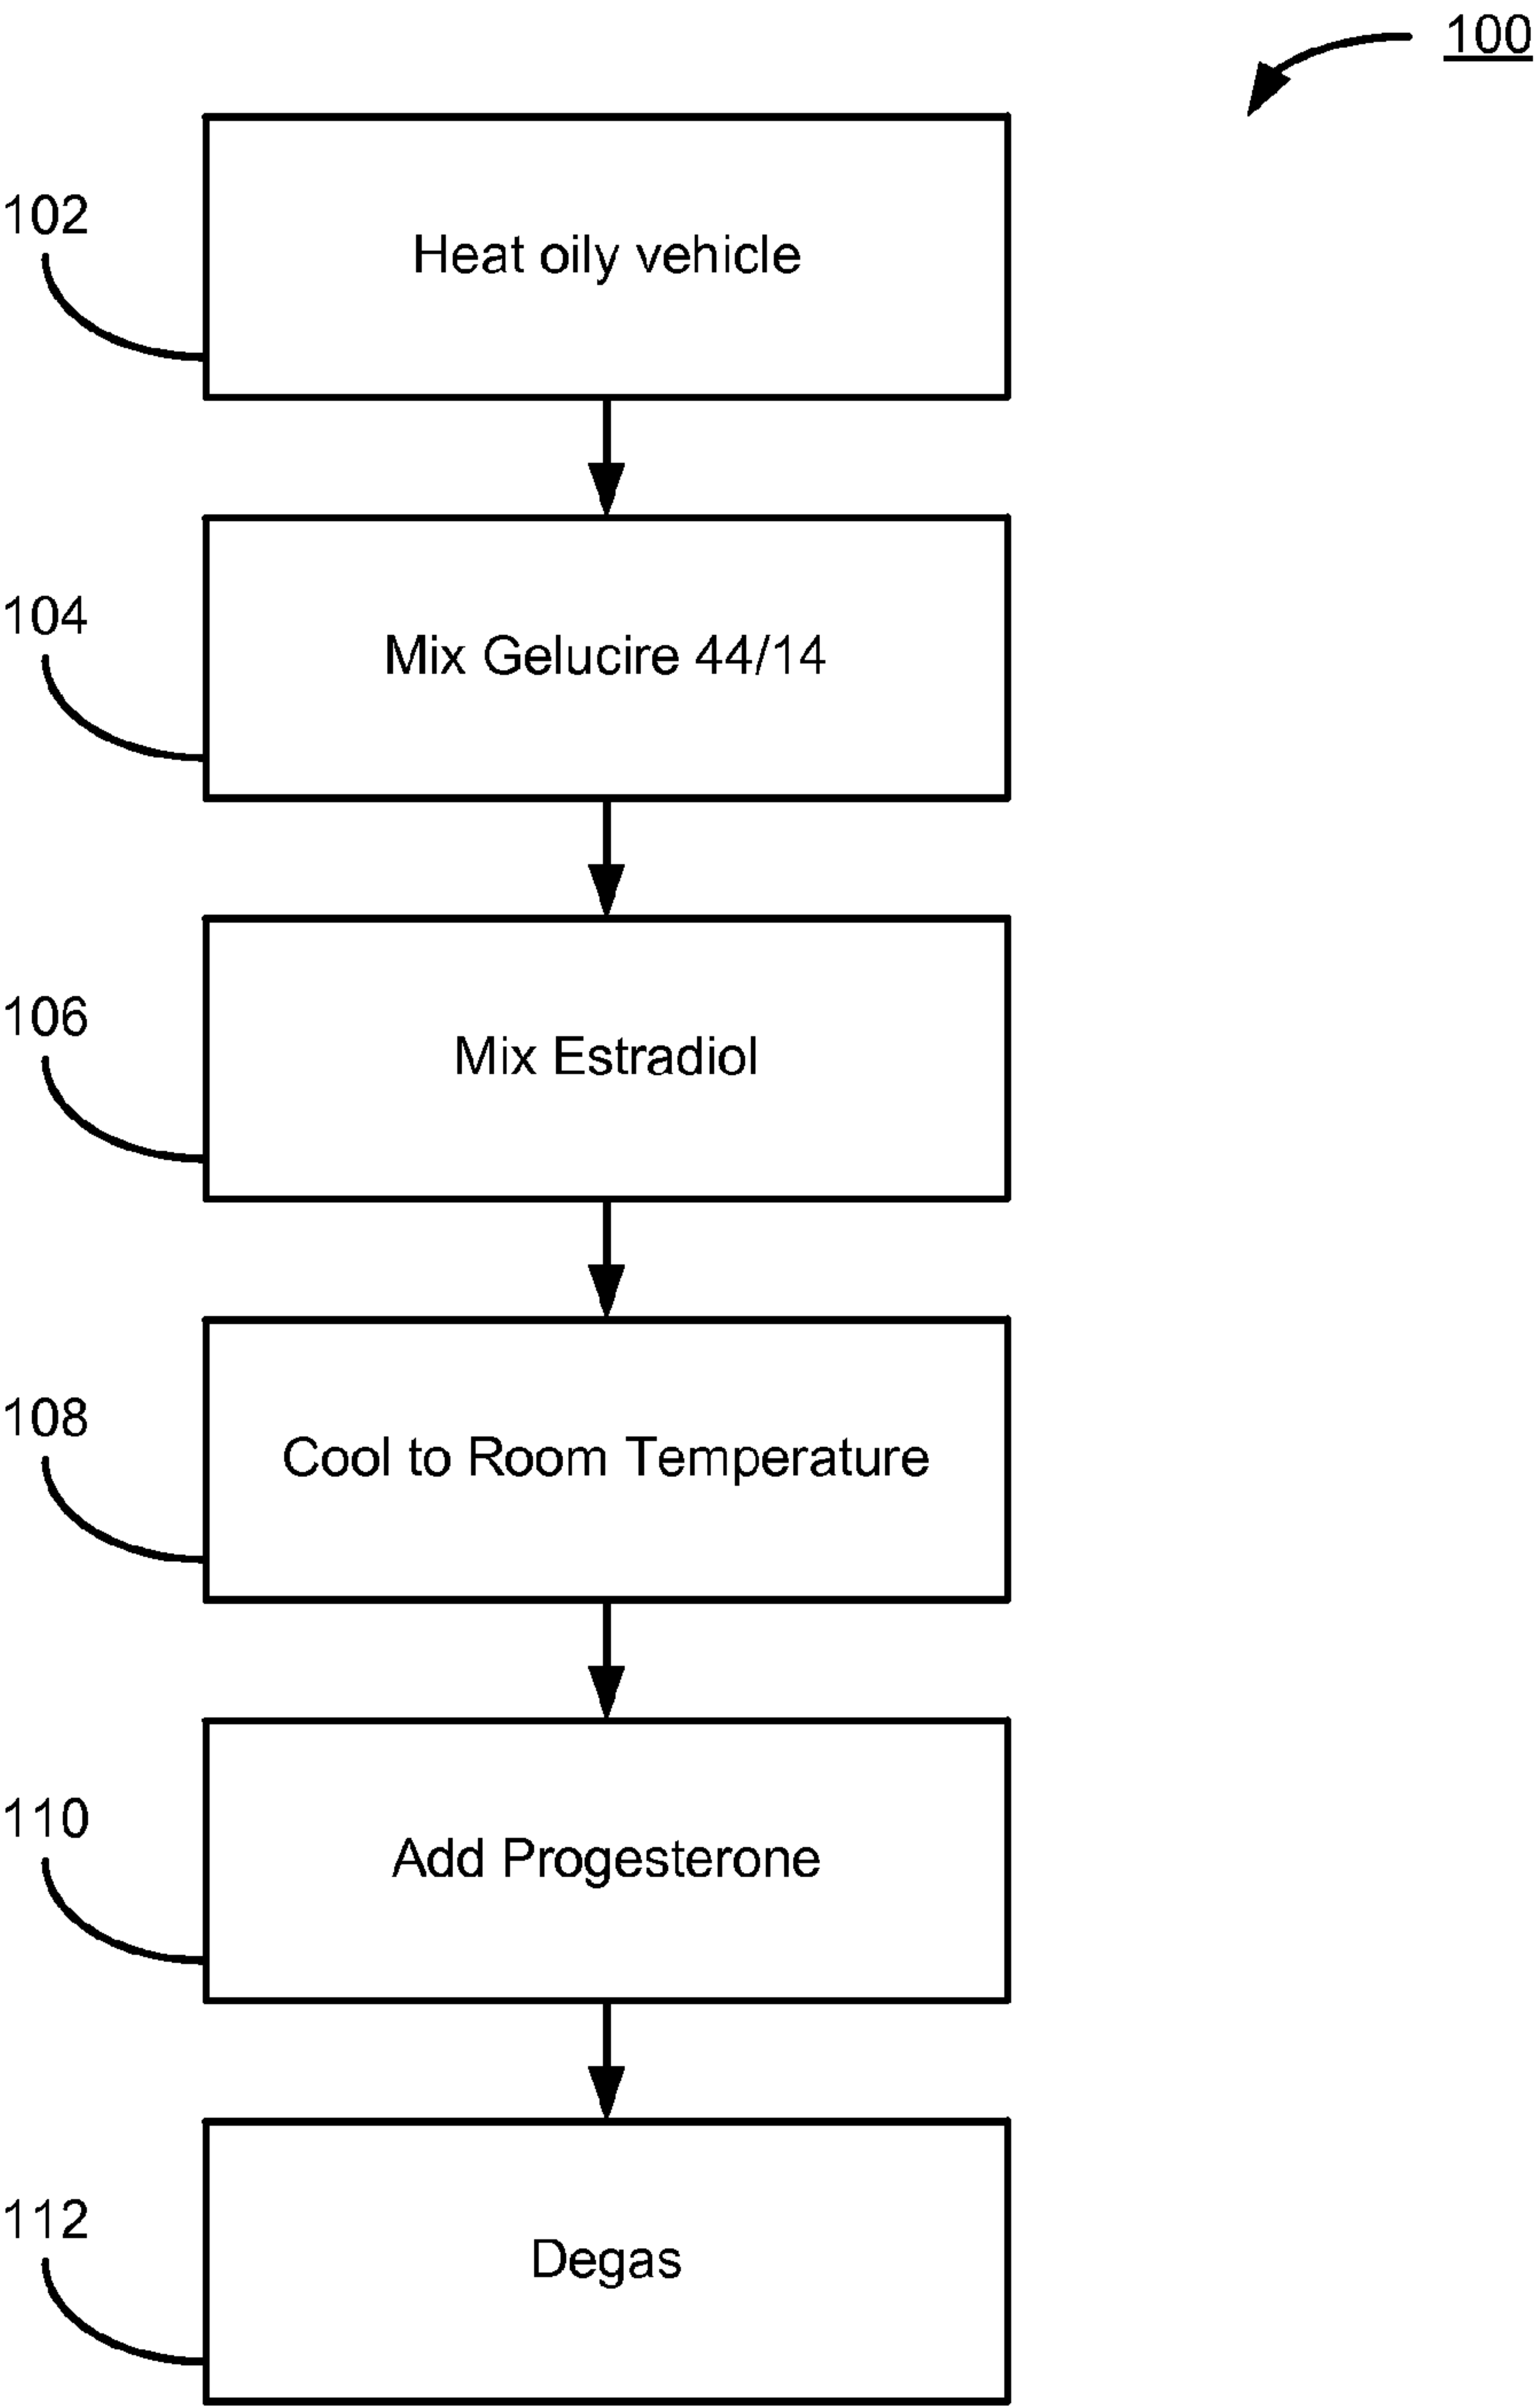 100
102
Heat oily vehicle
104
Mix Gelucire 44/14
106
Mix Estradiol
108
Cool to Room Temperature
110
Add Progesterone
112
Degas